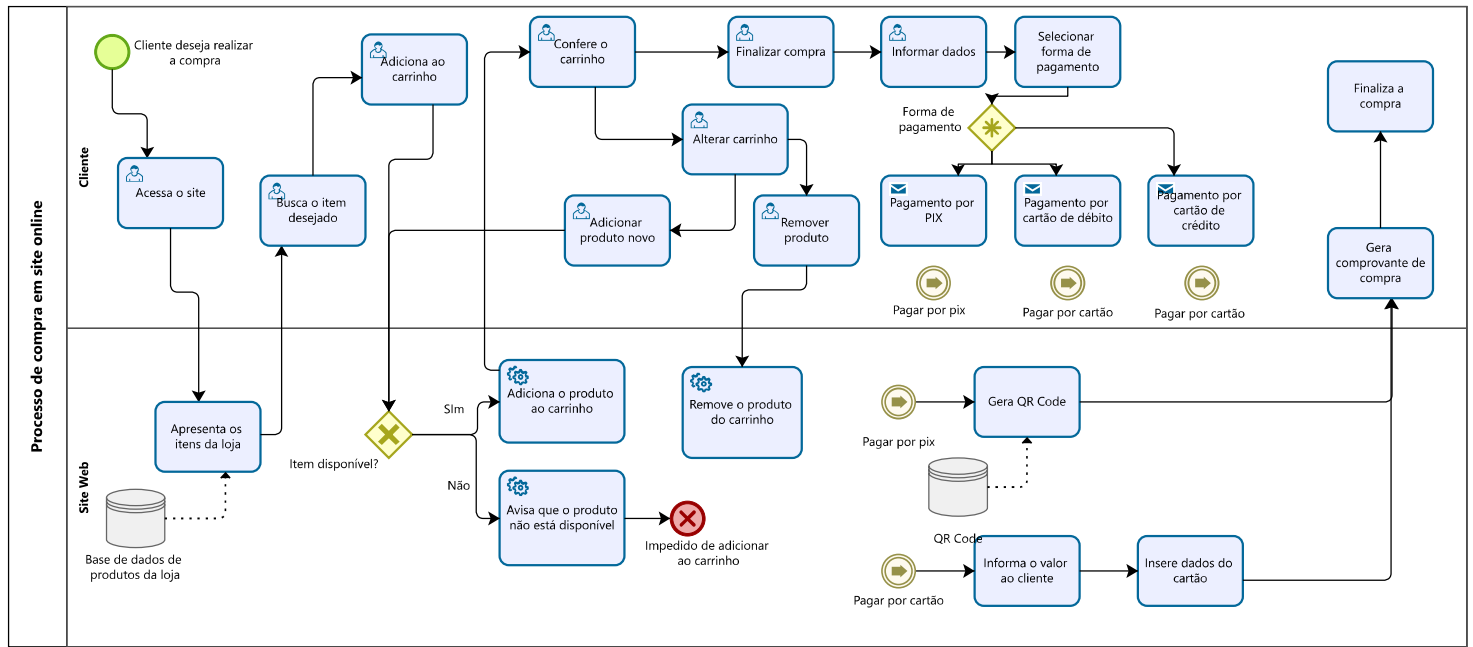 Processo de compra em site online
Cliente
Cliente deseja realizar
a compra
Acessa o site
Busca o item
desejado
Adiciona ao
carrinho
Confere o
carrinho
Finalizar compra
Informar dados
Selecionar
forma de
pagamento
Alterar carrinho
Adicionar
produto novo
Remover
produto
Forma de
pagamento
Pagamento por
PIX
Pagamento por
cartão de débito
Pagamento por
cartão de
crédito
Pagar por pix
Pagar por cartão
Pagar por cartão
Finaliza a
compra
Gera
comprovante de
compra
Site Web
Apresenta os
itens da loja
Base de dados de
produtos da loja
Item disponível?
SIm
Não
Adiciona o produto
ao carrinho
Avisa que o produto
não está disponível
Impedido de adicionar
ao carrinho
Remove o produto
do carrinho
Pagar por pix
Gera QR Code
QR Code
Pagar por cartão
Informa o valor
ao cliente
Insere dados do
cartão